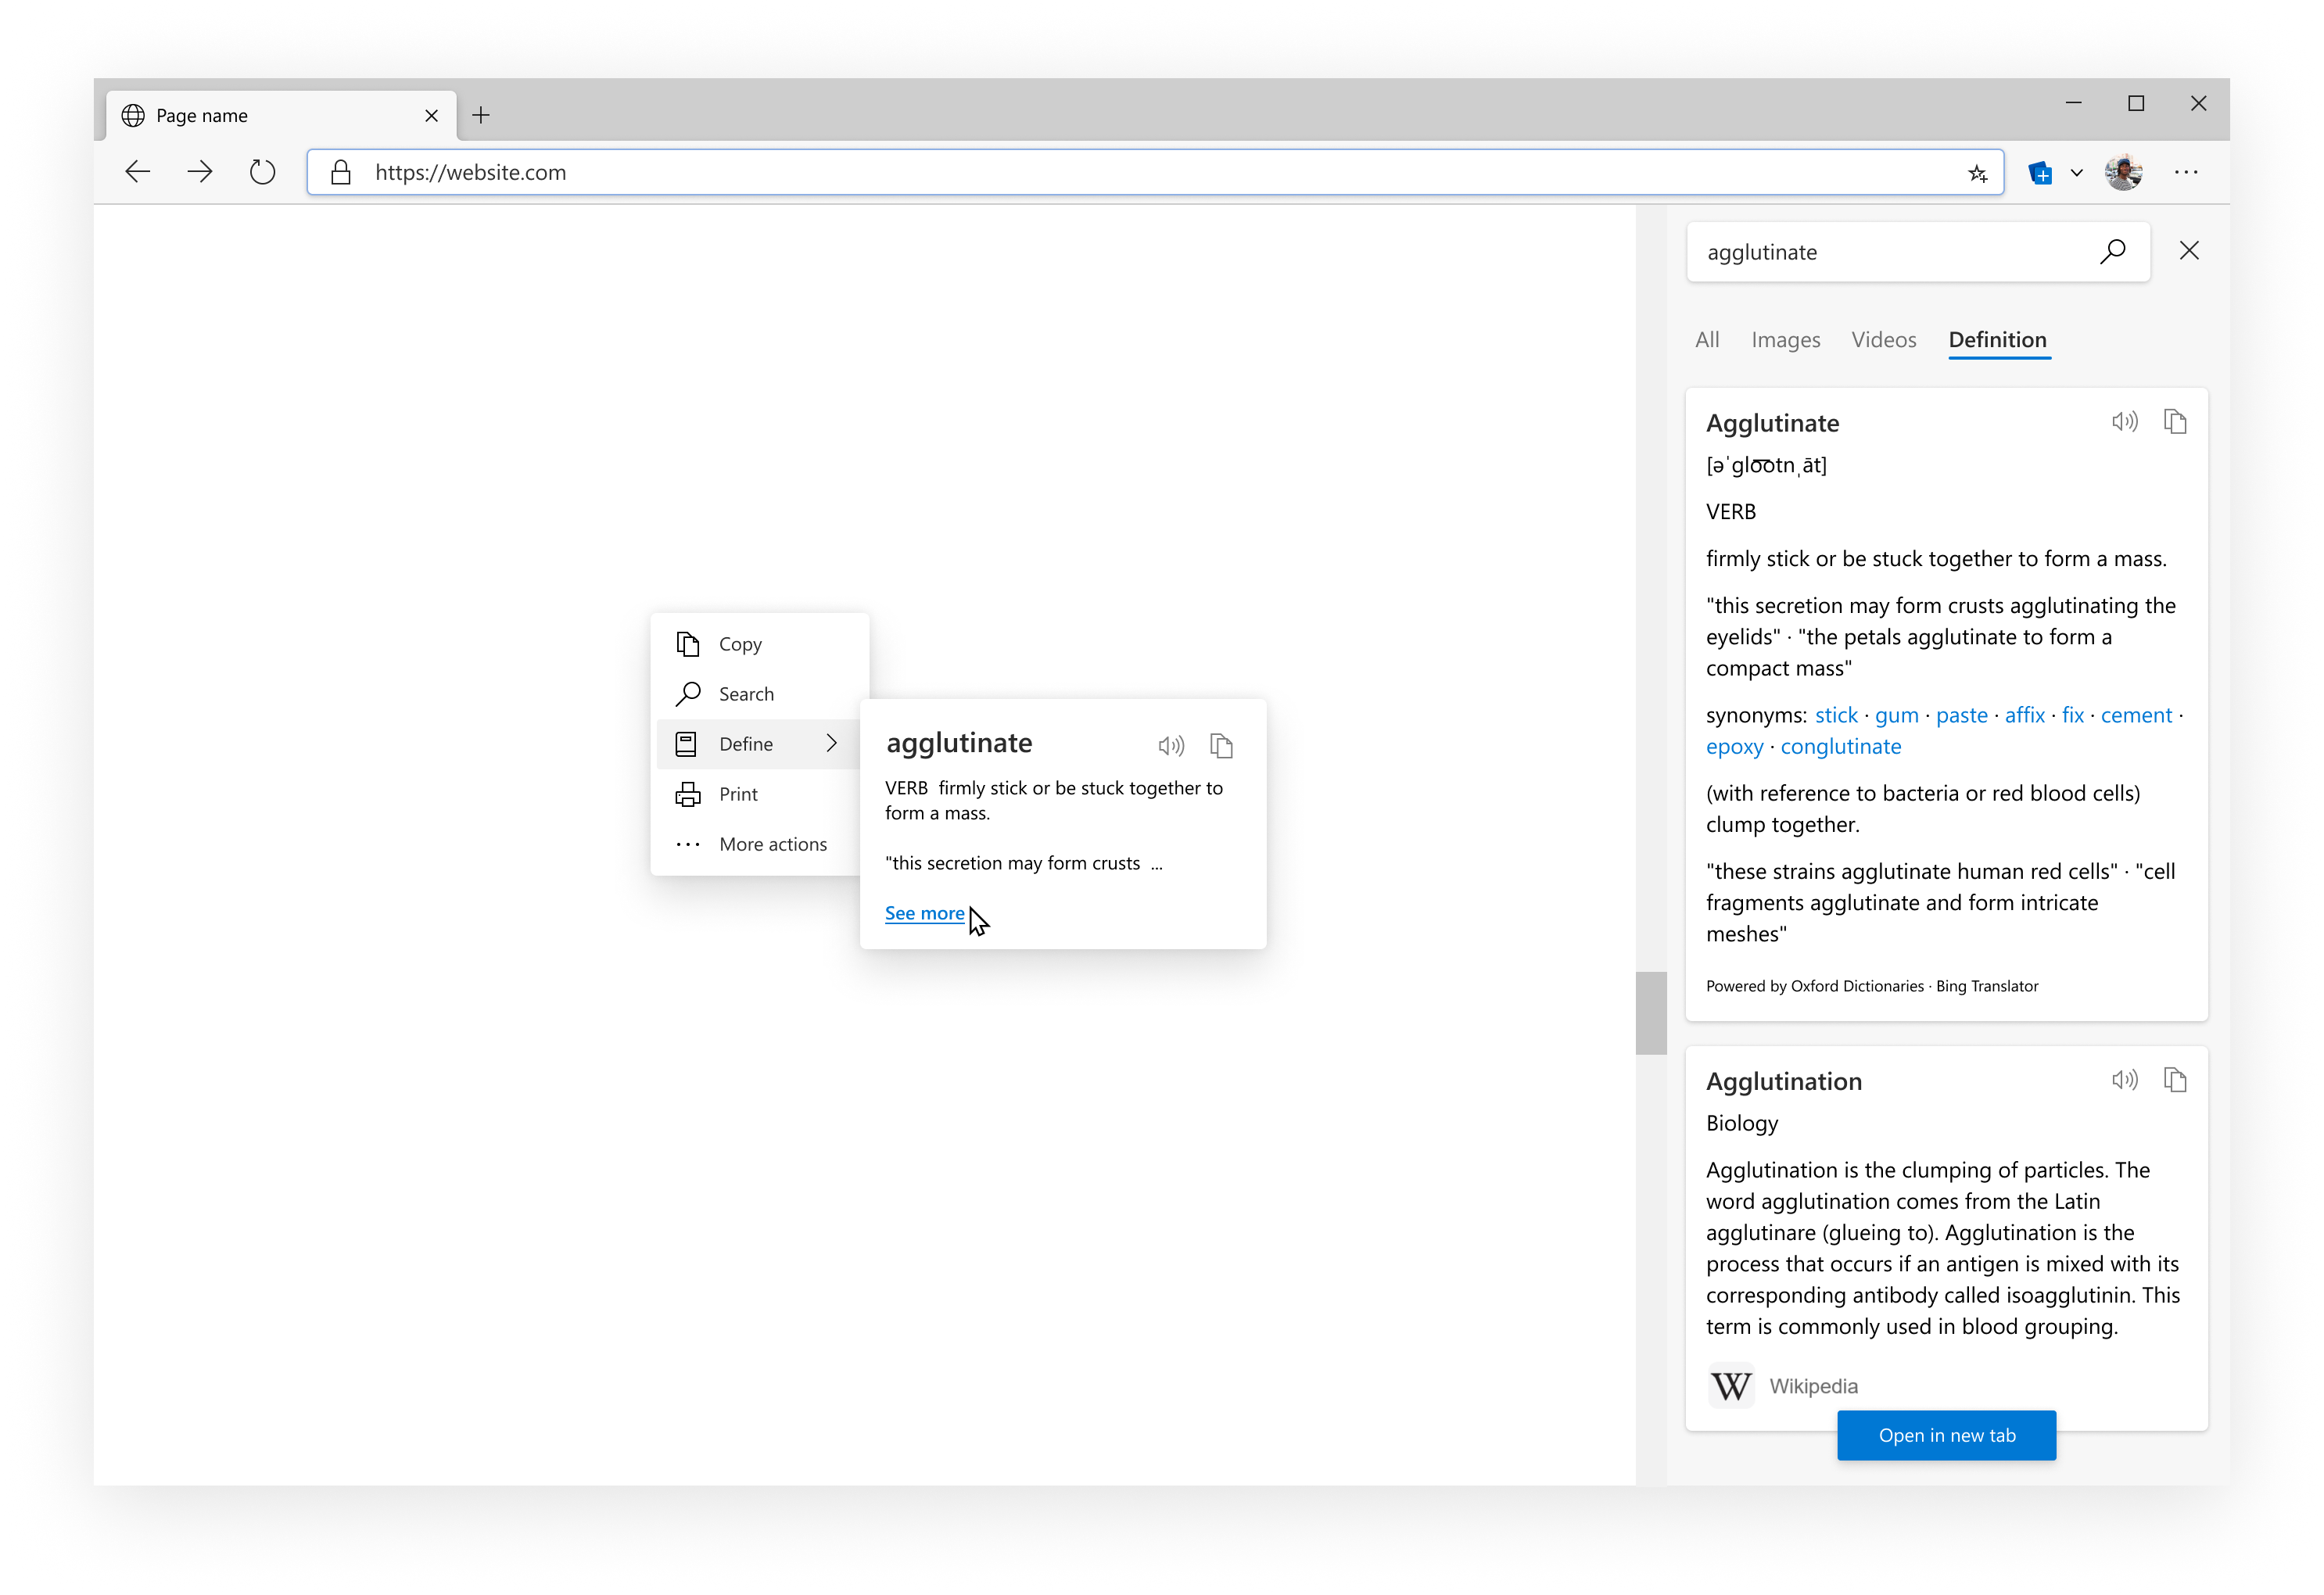 Page name
https://website.com
agglutinate
All Images Videos Definition
Agglutinate
[əˈglo͞otnˌāt]
VERB
firmly stick or be stuck together to form a mass.
"this secretion may form crusts agglutinating the
eyelids" · "the petals agglutinate to form a
compact mass"
synonyms: stick · gum · paste · affix · fix · cement ·
epoxy · conglutinate
(with reference to bacteria or red blood cells)
clump together.
"these strains agglutinate human red cells" · "cell
fragments agglutinate and form intricate
meshes"
Powered by Oxford Dictionaries · Bing Translator
Agglutination
Biology
Agglutination is the clumping of particles. The
word agglutination comes from the Latin
agglutinare (glueing to). Agglutination is the
process that occurs if an antigen is mixed with its
corresponding antibody called isoagglutinin. This
term is commonly used in blood grouping.
W Wikipedia
Open in new tab
Copy
Search
Define
Print
More actions
agglutinate
VERB firmly stick or be stuck together to
form a mass.
"this secretion may form crusts ...
See more